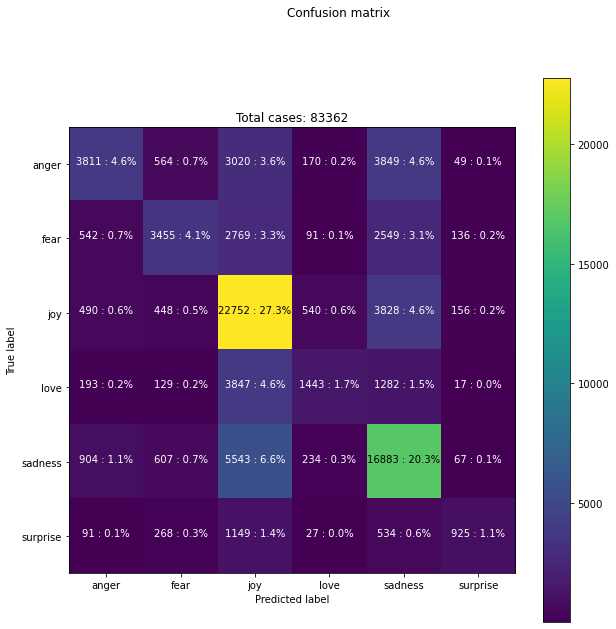 Confusion matrix
Total cases: 83362
anger 3811 : 4.6% 564 : 0.7% 3020 : 3.6% 170 : 0.2% 3849 : 4.6% 49 : 0.1%
fear 542 : 0.7% 3455 : 4.1% 2769 : 3.3% 91 : 0.1% 2549 : 3.1% 136 : 0.2%
joy 490 : 0.6% 448 : 0.5% 22752 : 27.3% 540 : 0.6% 3828 : 4.6% 156 : 0.2%
love 193 : 0.2% 129 : 0.2% 3847 : 4.6% 1443 : 1.7% 1282 : 1.5% 17 : 0.0%
sadness 904 : 1.1% 607 : 0.7% 5543 : 6.6% 234 : 0.3% 16883 : 20.3% 67 : 0.1%
surprise 91 : 0.1% 268 : 0.3% 1149 : 1.4% 27 : 0.0% 534 : 0.6% 925 : 1.1%
anger fear joy love sadness surprise
Predicted label
True label
20000
15000
10000
5000